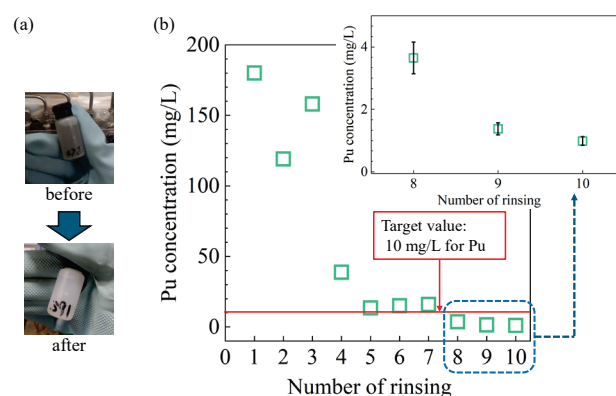 (a)
before
after
391
(b)
Pu concentration (mg/L)
200
150
100
50
0
0 1 2 3 4 5 6 7 8 9 10
Number of rinsing
Target value:
10 mg/L for Pu
Pu concentration (mg/L)
4
2
0
8 9 10
Number of rinsing